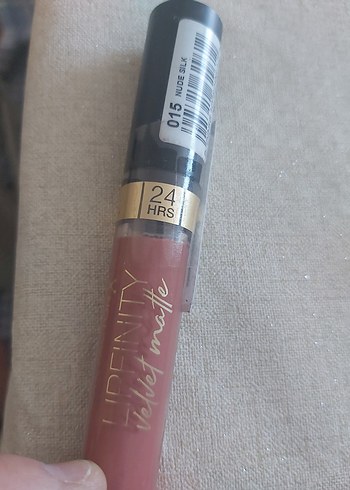 015 NUDE SILK
24
HRS
LIPFINITY
velvet matte